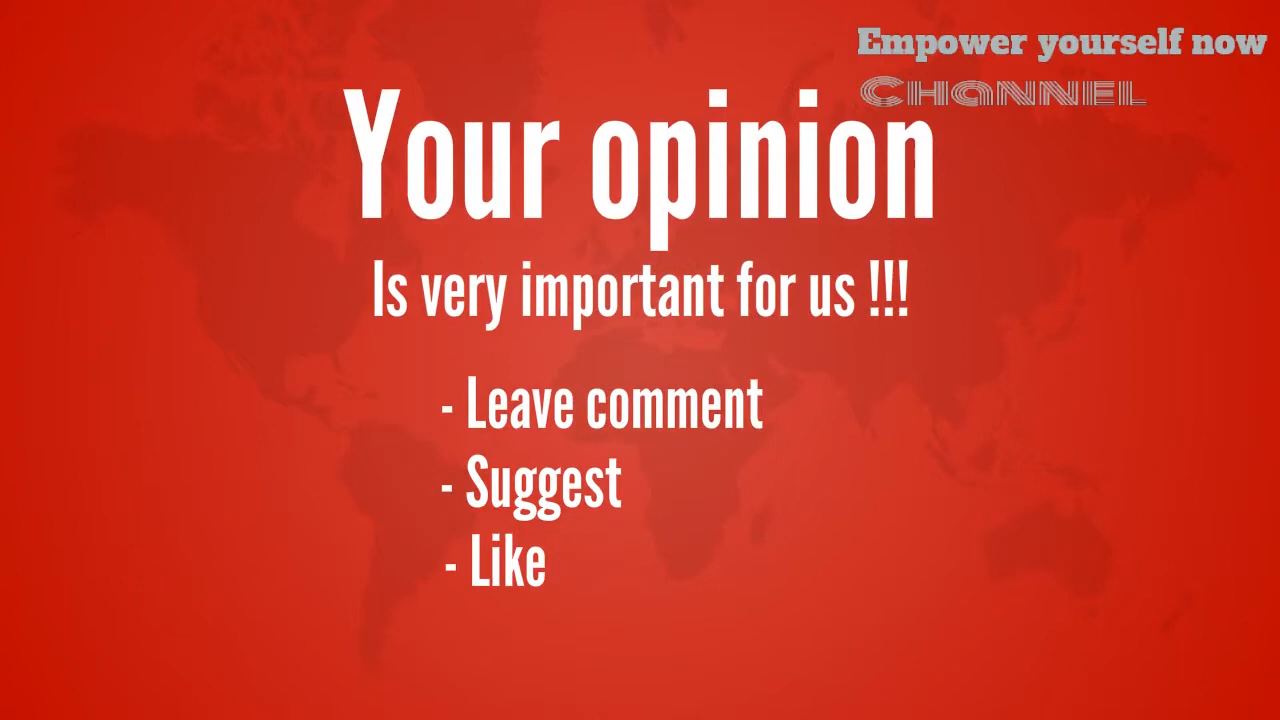 Empower yourself now
Channel
Your opinion
Is very important for us !!!
- Leave comment
- Suggest
- Like